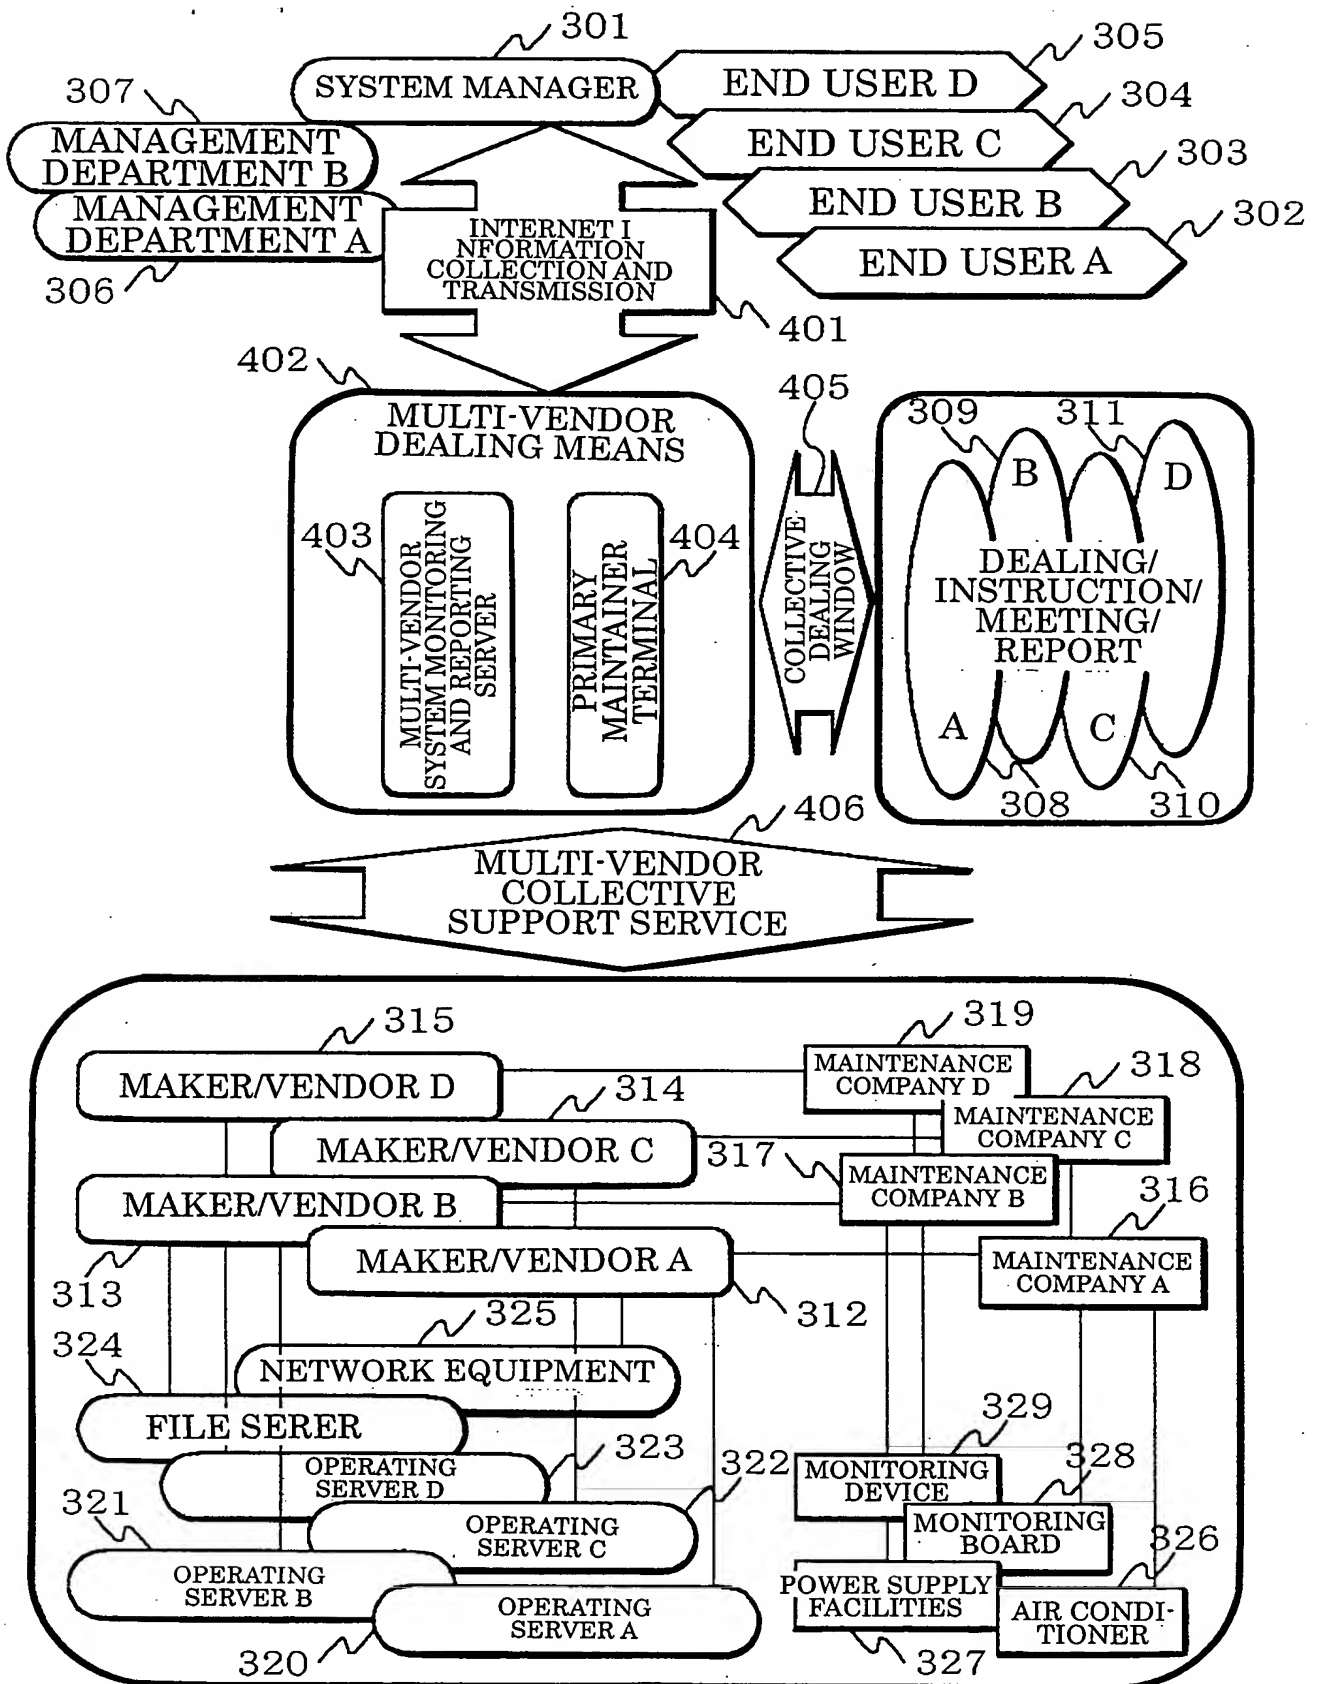 301
SYSTEM MANAGER
305
END USER D
304
END USER C
303
END USER B
302
END USER A
307
MANAGEMENT
DEPARTMENT B
MANAGEMENT
DEPARTMENT A
306
INTERNET I
NFORMATION
COLLECTION AND
TRANSMISSION
401
402
MULTI-VENDOR
DEALING MEANS
403
MULTI-VENDOR
SYSTEM MONITORING
AND REPORTING
SERVER
404
PRIMARY
MAINTAINER
TERMINAL
405
COLLECTIVE
DEALING
WINDOW
309
311
B
D
DEALING/
INSTRUCTION/
MEETING/
REPORT
A
C
308
310
406
MULTI-VENDOR
COLLECTIVE
SUPPORT SERVICE
315
MAKER/VENDOR D
314
MAKER/VENDOR C
MAKER/VENDOR B
313
MAKER/VENDOR A
312
319
MAINTENANCE
COMPANY D
318
MAINTENANCE
COMPANY C
317
MAINTENANCE
COMPANY B
316
MAINTENANCE
COMPANY A
325
NETWORK EQUIPMENT
324
FILE SERER
323
OPERATING
SERVER D
322
OPERATING
SERVER C
321
OPERATING
SERVER B
OPERATING
SERVER A
320
329
MONITORING
DEVICE
328
MONITORING
BOARD
326
POWER SUPPLY
FACILITIES
327
AIR CONDI-
TIONER